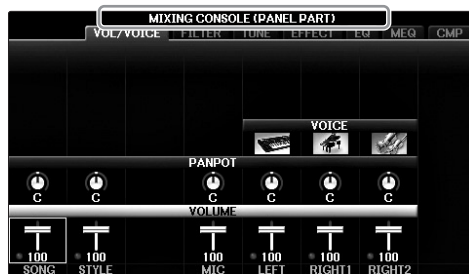 MIXING CONSOLE (PANEL PART)
VOL/VOICE FILTER TUNE EFFECT EQ MEQ CMP
VOICE
PANPOT
C C C C C C
VOLUME
100 100 100 100 100 100
SONG STYLE MIC LEFT RIGHT1 RIGHT2